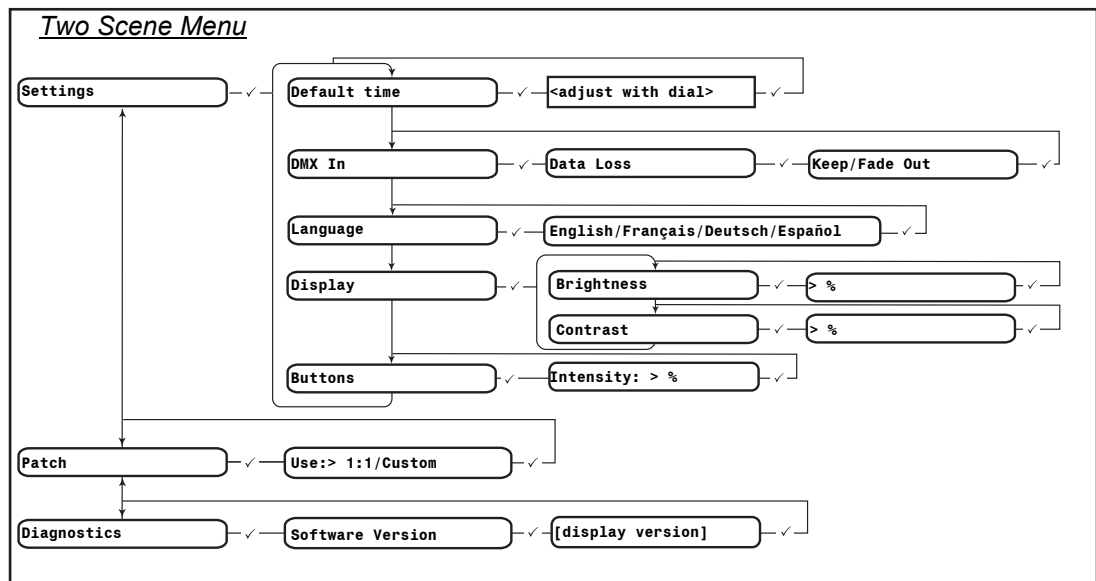 Two Scene Menu
Settings ✓ Default time ✓ <adjust with dial> ✓
DMX In ✓ Data Loss ✓ Keep/Fade Out ✓
Language ✓ English/Français/Deutsch/Español ✓
Display ✓ Brightness ✓ > % ✓
Contrast ✓ > % ✓
Buttons ✓ Intensity: > % ✓
Patch ✓ Use:> 1:1/Custom ✓
Diagnostics ✓ Software Version ✓ [display version] ✓